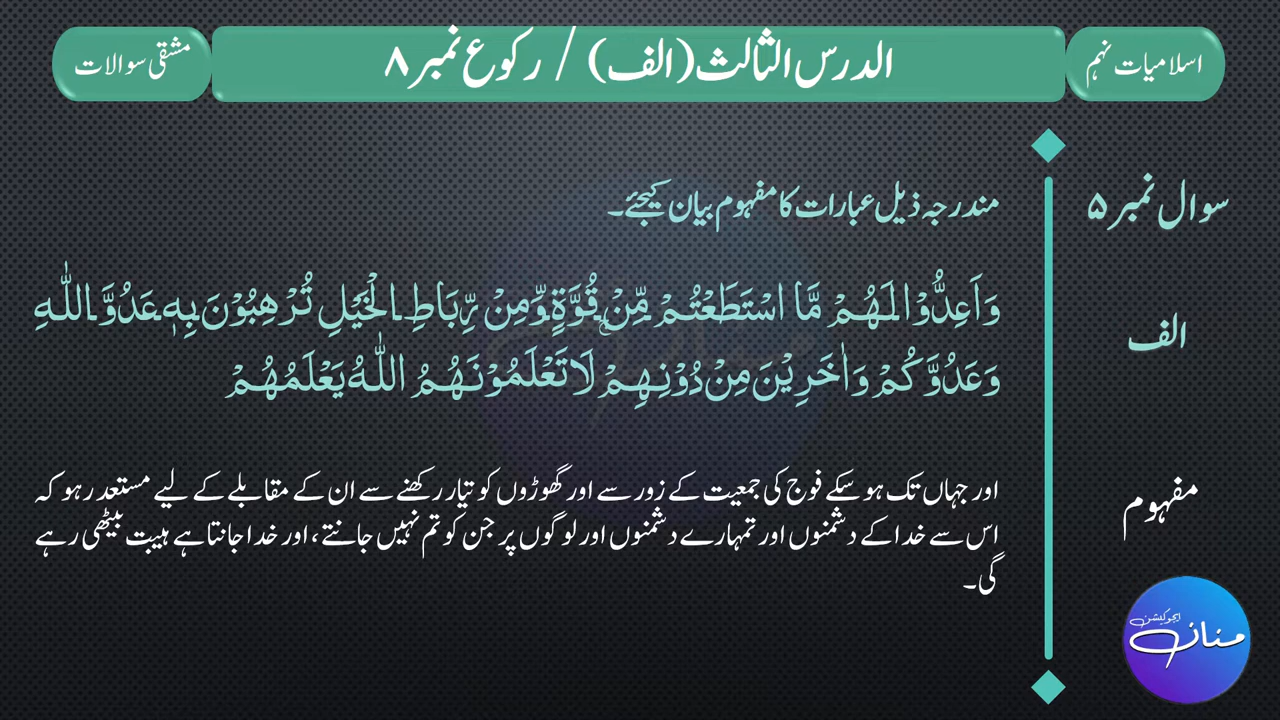 اسلامیات نہم
الدرس الثالث (الف) / رکوع نمبر ۸
مشقی سوالات
سوال نمبر ۵
مندرجہ ذیل عبارات کا مفہوم بیان کیجئے۔
الف
وَاَعِدُّوْا لَهُمْ مَّا اسْتَطَعْتُمْ مِّنْ قُوَّةٍ وَّمِنْ رِّبَاطِ الْخَيْلِ تُرْهِبُوْنَ بِهٖ عَدُوَّ اللّٰهِ
وَعَدُوَّكُمْ وَاٰخَرِيْنَ مِنْ دُوْنِهِمْ لَا تَعْلَمُوْنَهُمُ اللّٰهُ يَعْلَمُهُمْ
مفہوم
اور جہاں تک ہو سکے فوج کی جمعیت کے زور سے اور گھوڑوں کو تیار رکھنے سے ان کے مقابلے کے لیے مستعد رہو کہ
اس سے خدا کے دشمنوں اور تمہارے دشمنوں اور لوگوں پر جن کو تم نہیں جانتے، اور خدا جانتا ہے ہیبت بیٹھی رہے
گی۔
ایجوکیشن
منان